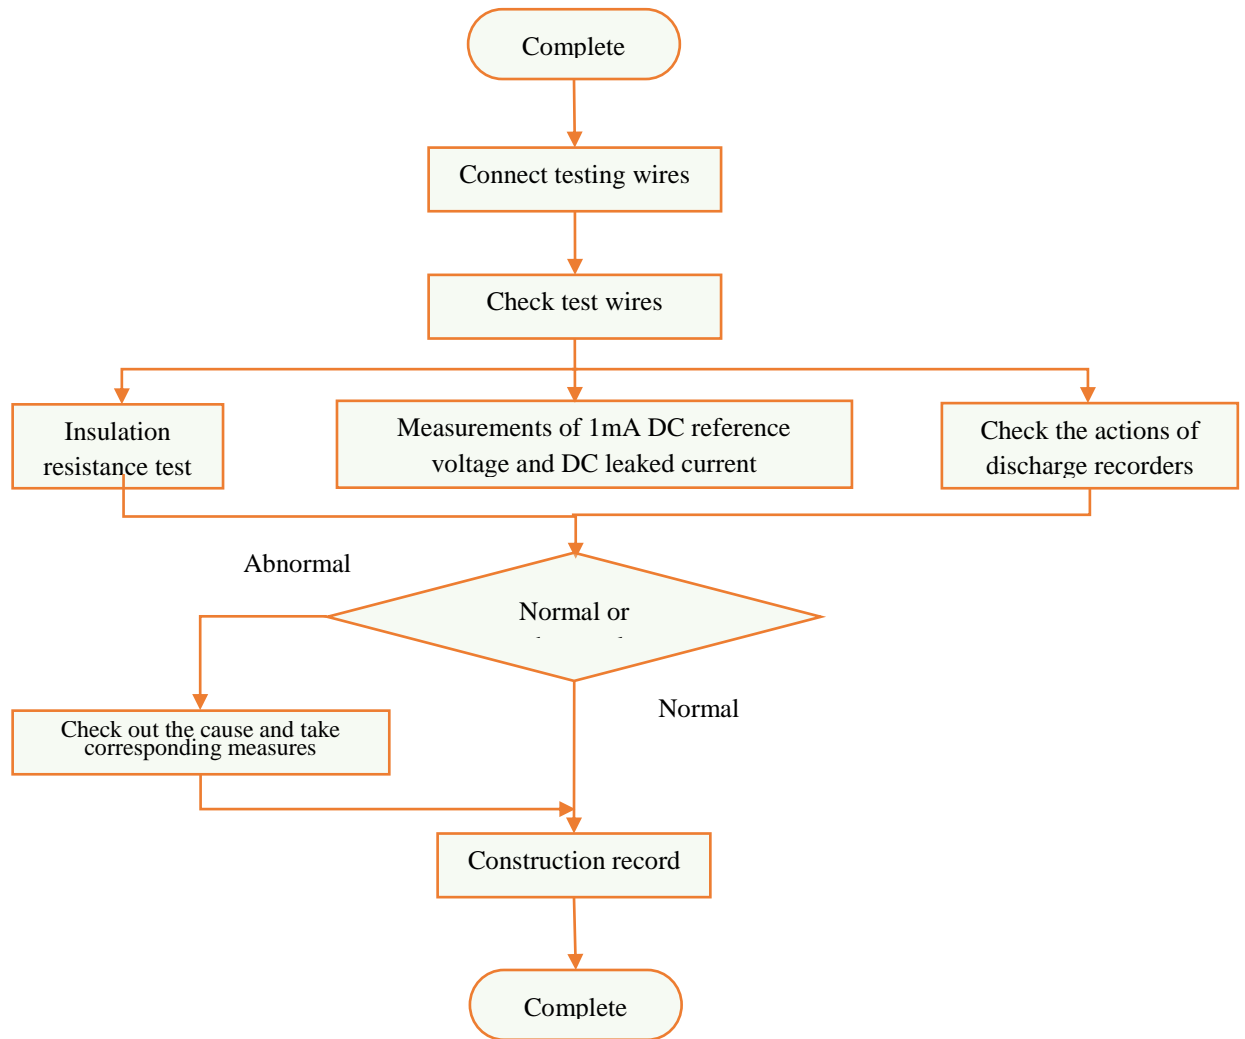 Complete
Connect testing wires
Check test wires
Insulation
resistance test
Measurements of 1mA DC reference
voltage and DC leaked current
Check the actions of
discharge recorders
Abnormal
Normal or
Normal
Check out the cause and take
corresponding measures
Construction record
Complete